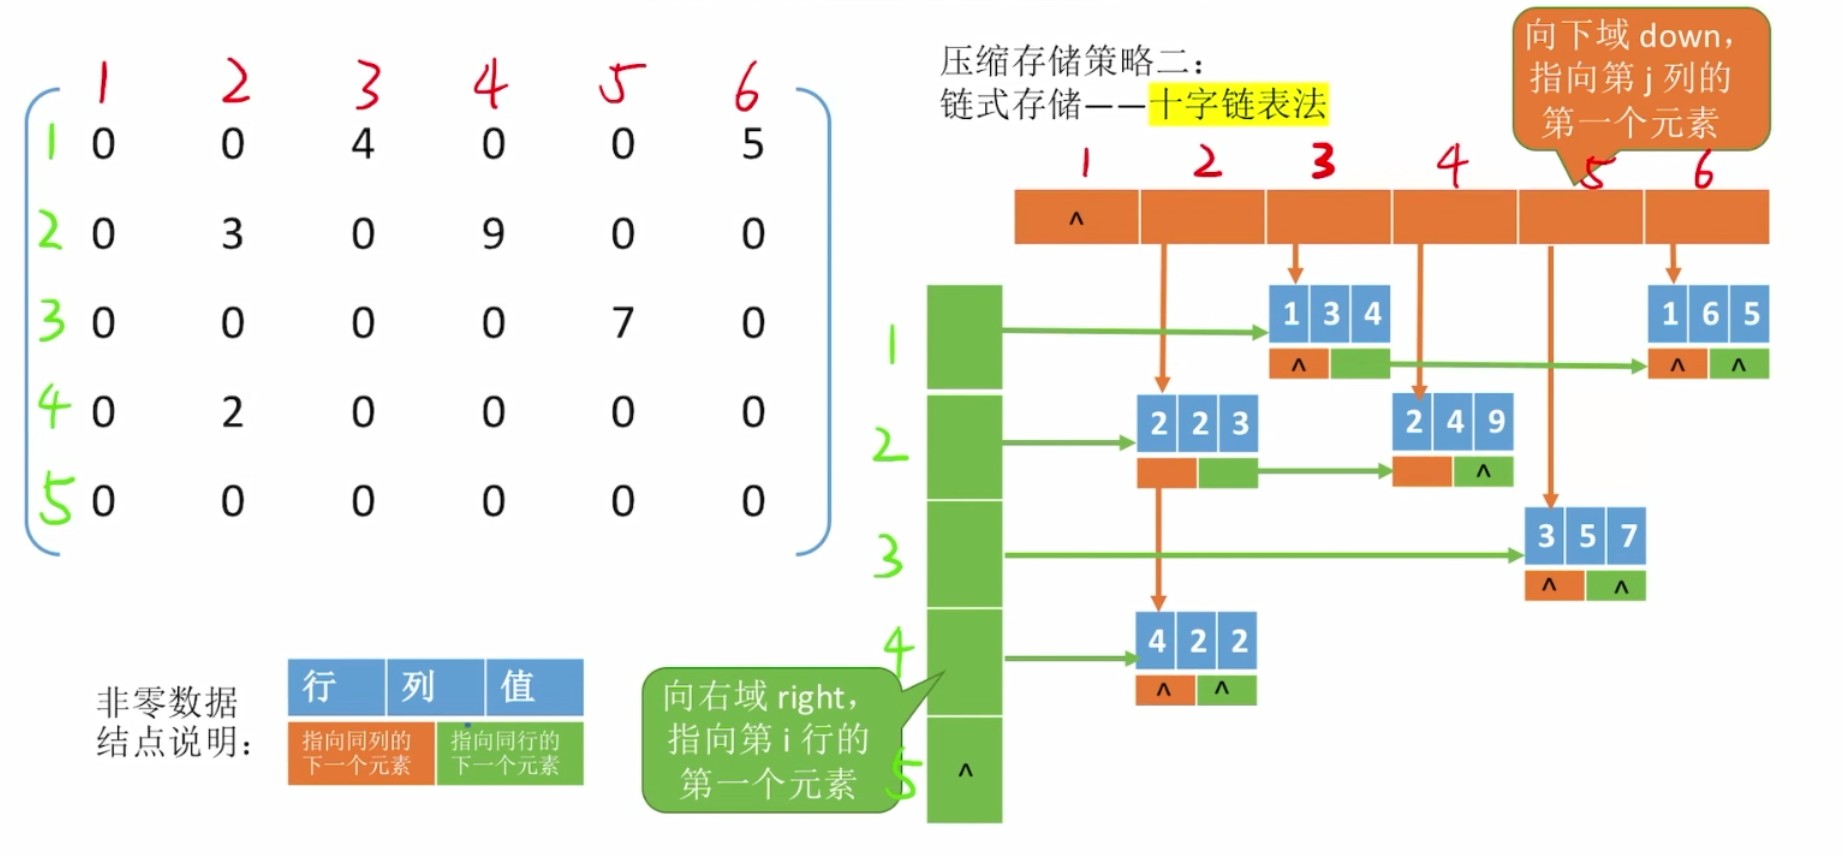 压缩存储策略二：
链式存储——十字链表法
向下域 down，
指向第 j 列的
第一个元素
1 2 3 4 5 6
1 0 0 4 0 0 5
2 0 3 0 9 0 0
3 0 0 0 0 7 0
4 0 2 0 0 0 0
5 0 0 0 0 0 0
1 2 3 4 5 6
^
1
1 3 4
^
1 6 5
^ ^
2
2 2 3
2 4 9
^
3
3 5 7
^ ^
4
4 2 2
^ ^
5
^
向右域 right，
指向第 i 行的
第一个元素
非零数据
结点说明：
行 列 值
指向同列的
下一个元素
指向同行的
下一个元素